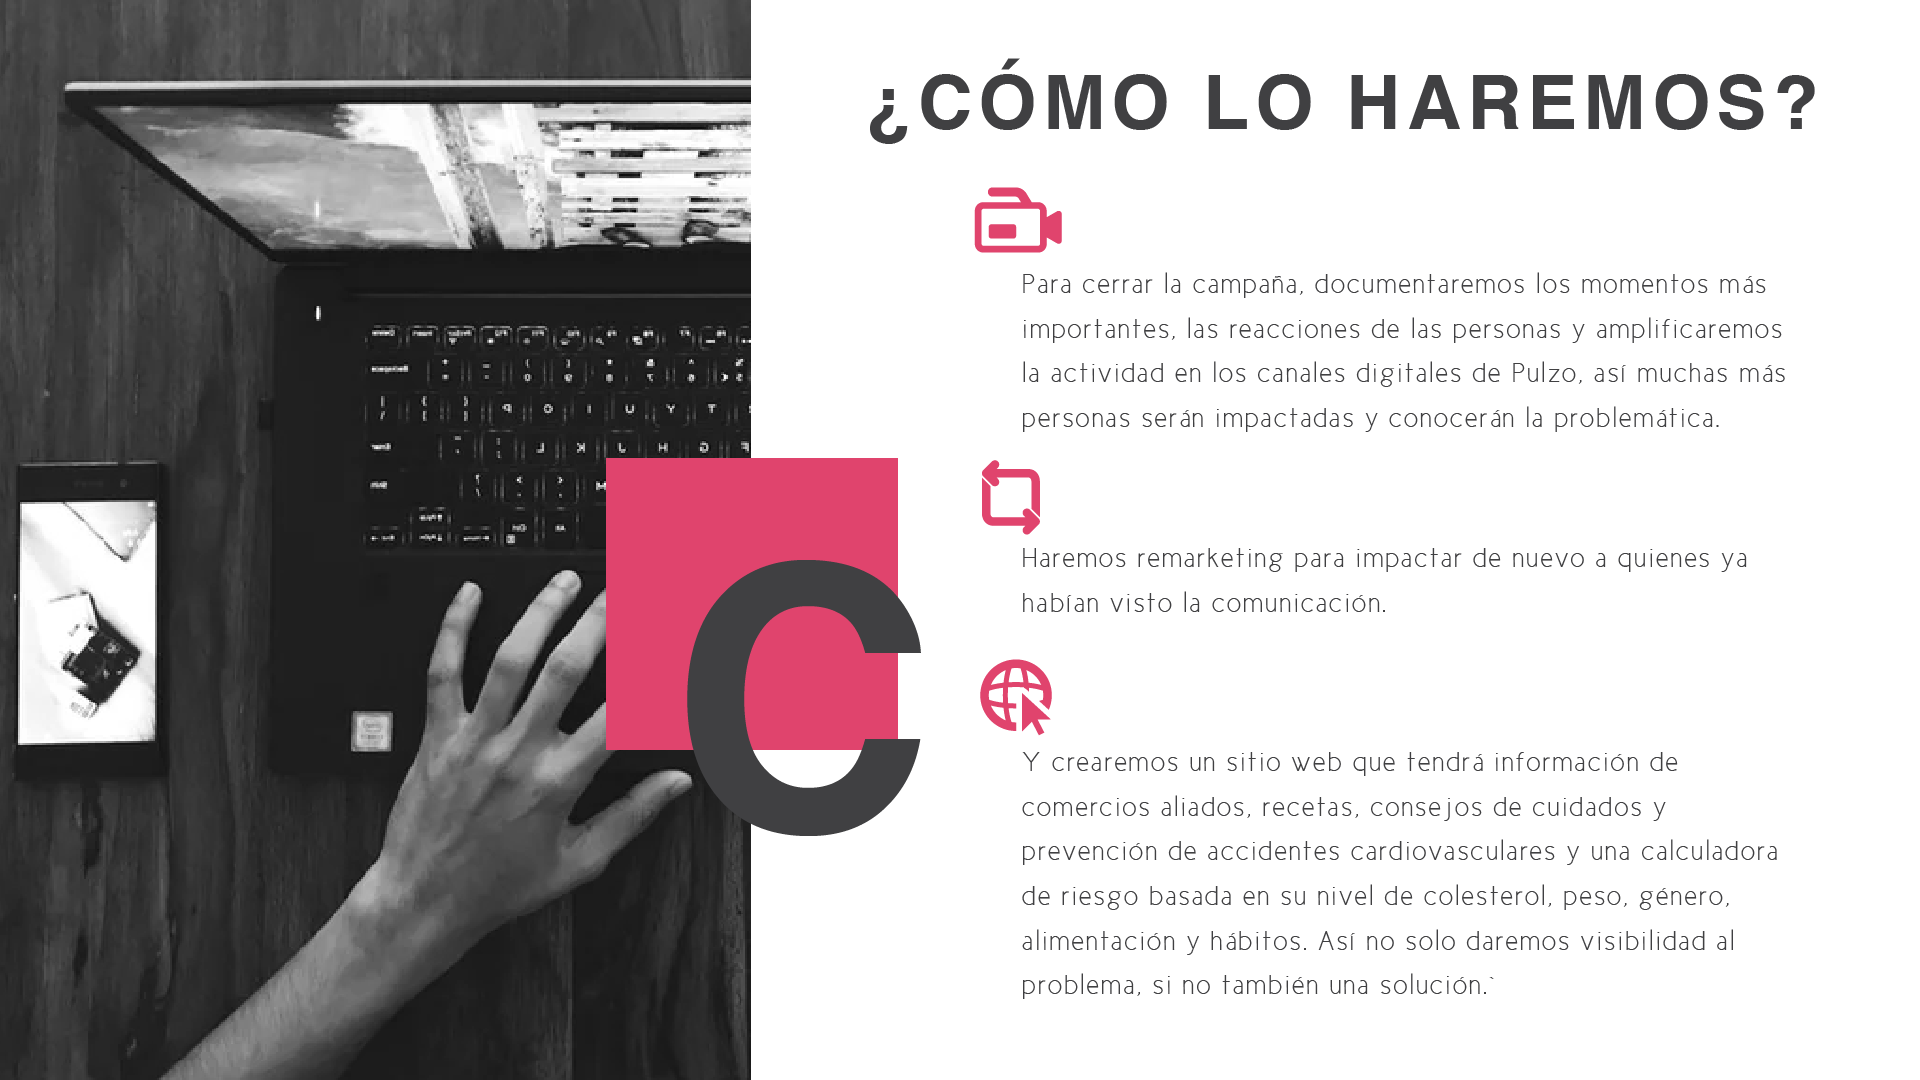 ¿CÓMO LO HAREMOS?
Para cerrar la campaña, documentaremos los momentos más
importantes, las reacciones de las personas y amplificaremos
la actividad en los canales digitales de Pulzo, así muchas más
personas serán impactadas y conocerán la problemática.
C
Haremos remarketing para impactar de nuevo a quienes ya
habían visto la comunicación.
Y crearemos un sitio web que tendrá información de
comercios aliados, recetas, consejos de cuidados y
prevención de accidentes cardiovasculares y una calculadora
de riesgo basada en su nivel de colesterol, peso, género,
alimentación y hábitos. Así no solo daremos visibilidad al
problema, si no también una solución.`